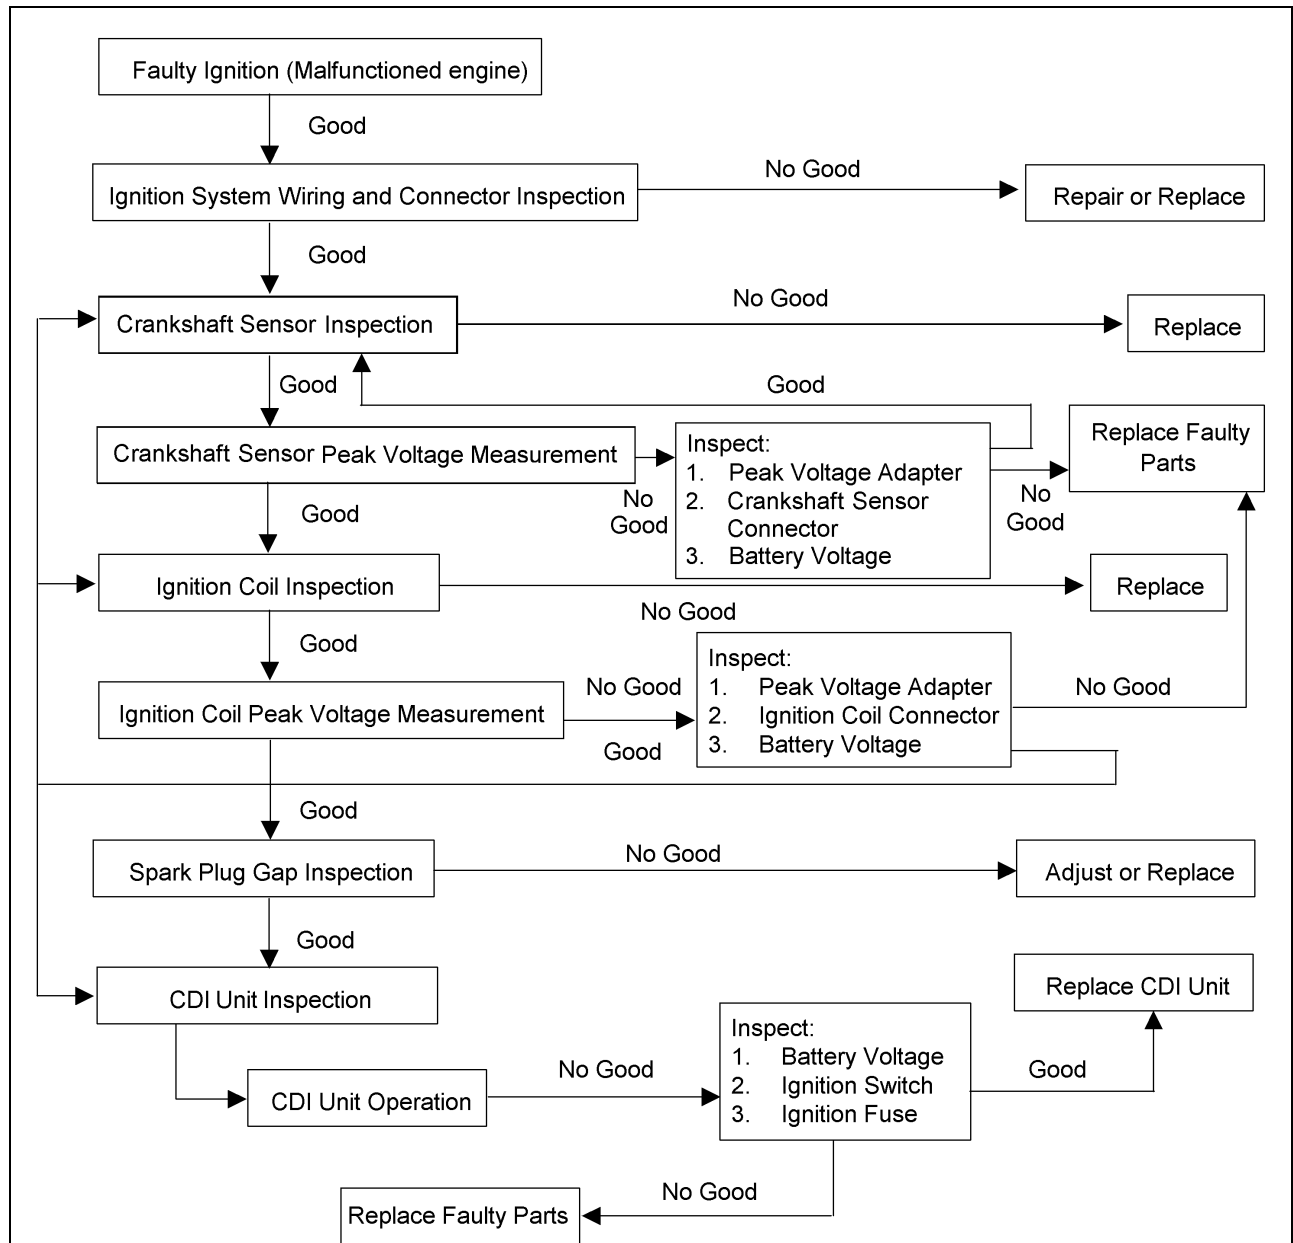 Faulty Ignition (Malfunctioned engine)
Good
No Good
Ignition System Wiring and Connector Inspection
Repair or Replace
Good
No Good
Crankshaft Sensor Inspection
Replace
Good
Good
Crankshaft Sensor Peak Voltage Measurement
No
Good
Inspect:
1. Peak Voltage Adapter
2. Crankshaft Sensor
Connector
3. Battery Voltage
No
Good
Replace Faulty
Parts
Good
Ignition Coil Inspection
No Good
Replace
Good
Ignition Coil Peak Voltage Measurement
No Good
Good
Inspect:
1. Peak Voltage Adapter
2. Ignition Coil Connector
3. Battery Voltage
No Good
Good
Spark Plug Gap Inspection
No Good
Adjust or Replace
Good
CDI Unit Inspection
Replace CDI Unit
CDI Unit Operation
No Good
Inspect:
1. Battery Voltage
2. Ignition Switch
3. Ignition Fuse
Good
No Good
Replace Faulty Parts